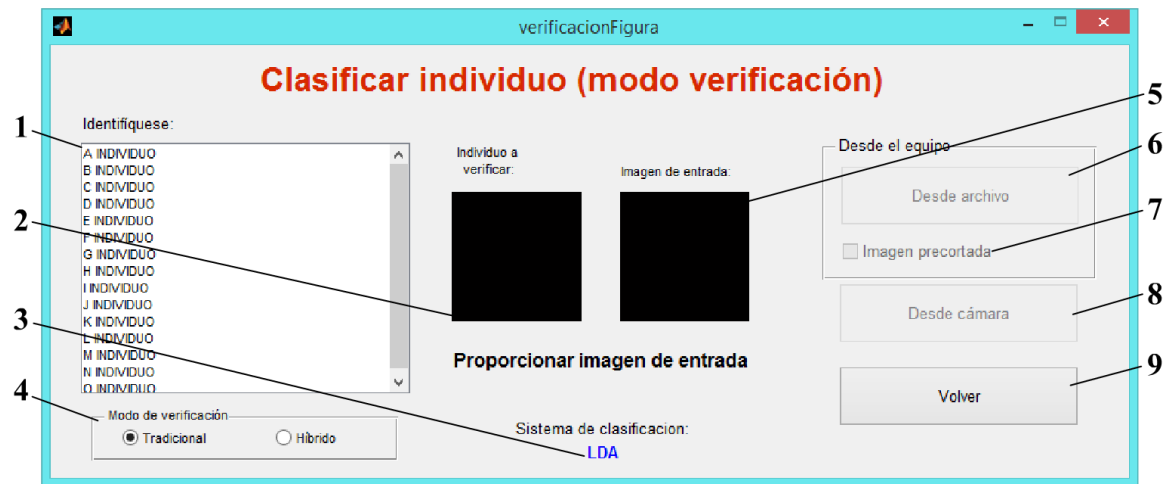 verificacionFigura
Clasificar individuo (modo verificación)
5
Identifíquese:
1
Desde el equipo
6
A INDIVIDUO
B INDIVIDUO
C INDIVIDUO
D INDIVIDUO
E INDIVIDUO
F INDIVIDUO
G INDIVIDUO
H INDIVIDUO
I INDIVIDUO
J INDIVIDUO
K INDIVIDUO
L INDIVIDUO
M INDIVIDUO
N INDIVIDUO
O INDIVIDUO
Individuo a
verificar:
Imagen de entrada:
Desde archivo
2
7
Imagen precortada
3
8
Desde cámara
Proporcionar imagen de entrada
4
9
Volver
Modo de verificación
Tradicional
Híbrido
Sistema de clasificacion:
LDA